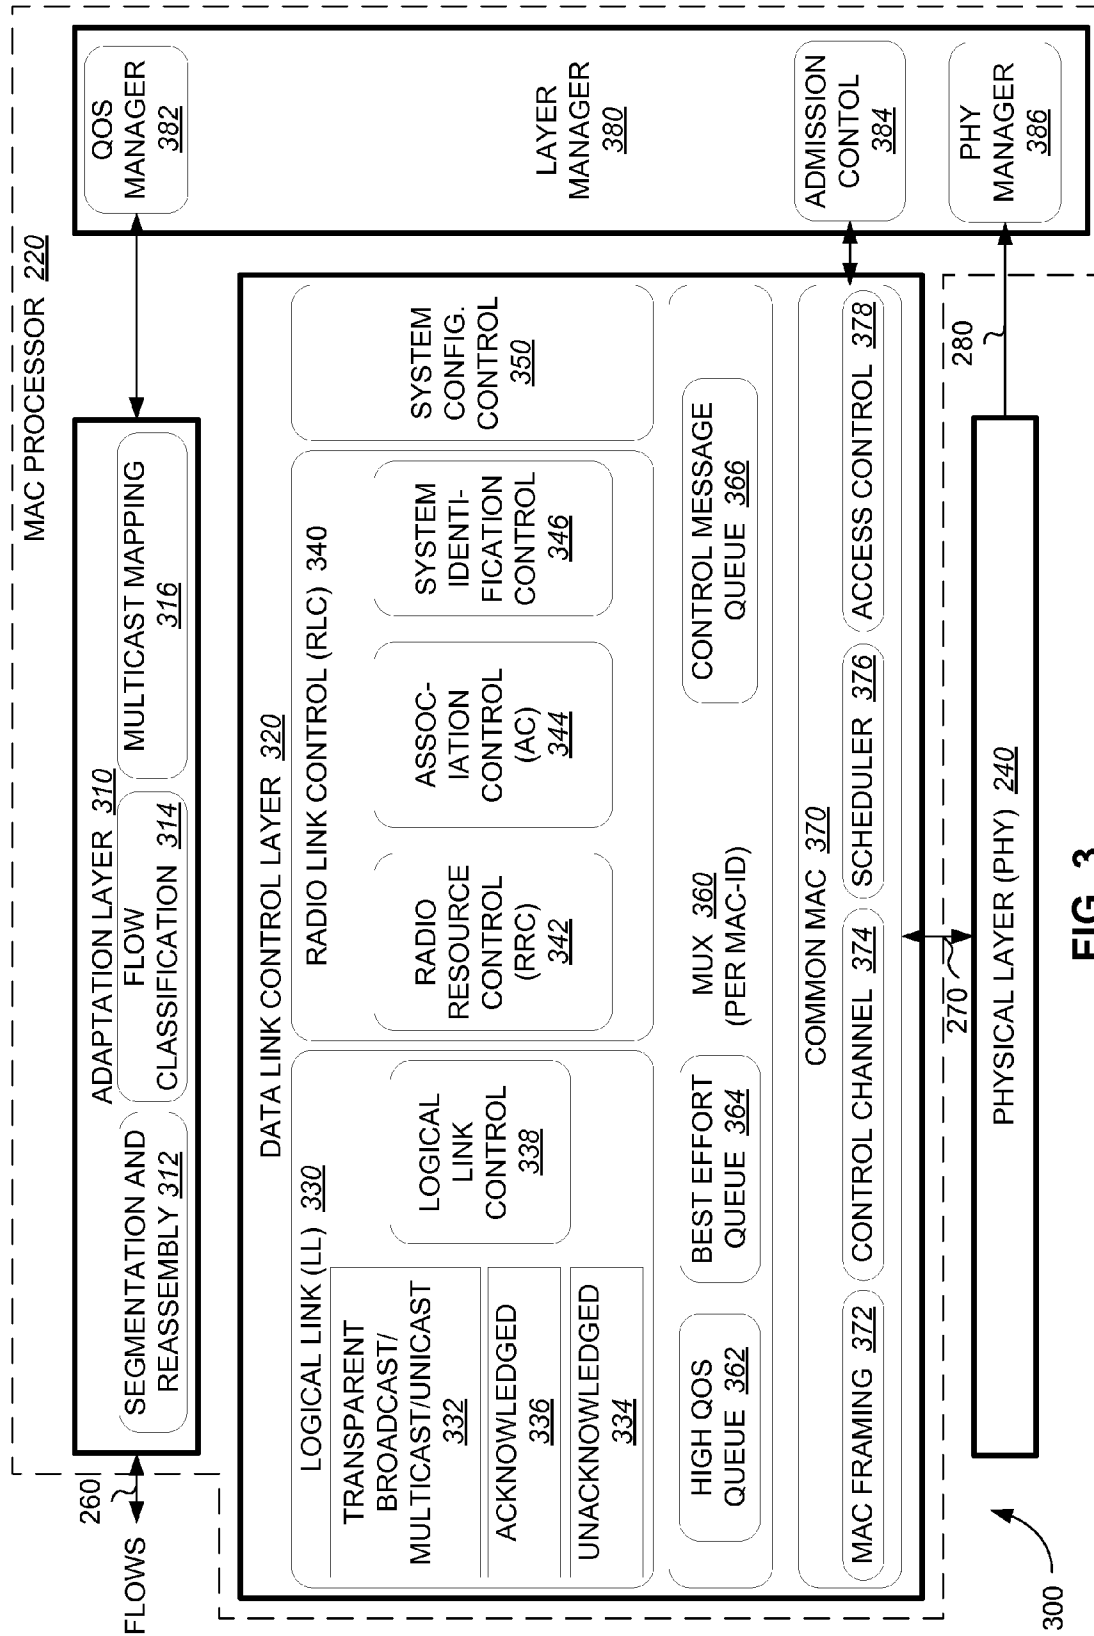 MAC PROCESSOR 220
FLOWS
260
ADAPTATION LAYER 310
SEGMENTATION AND
REASSEMBLY 312
FLOW
CLASSIFICATION 314
MULTICAST MAPPING
316
QOS
MANAGER
382
LAYER
MANAGER
380
ADMISSION
CONTOL
384
PHY
MANAGER
386
DATA LINK CONTROL LAYER 320
LOGICAL LINK (LL) 330
TRANSPARENT
BROADCAST/
MULTICAST/UNICAST
332
ACKNOWLEDGED
336
UNACKNOWLEDGED
334
LOGICAL
LINK
CONTROL
338
RADIO LINK CONTROL (RLC) 340
RADIO
RESOURCE
CONTROL
(RRC)
342
ASSOC-
IATION
CONTROL
(AC)
344
SYSTEM
IDENTI-
FICATION
CONTROL
346
SYSTEM
CONFIG.
CONTROL
350
HIGH QOS
QUEUE 362
BEST EFFORT
QUEUE 364
MUX 360
(PER MAC-ID)
CONTROL MESSAGE
QUEUE 366
COMMON MAC 370
MAC FRAMING 372
CONTROL CHANNEL 374
SCHEDULER 376
ACCESS CONTROL 378
270
280
PHYSICAL LAYER (PHY) 240
300
FIG. 3